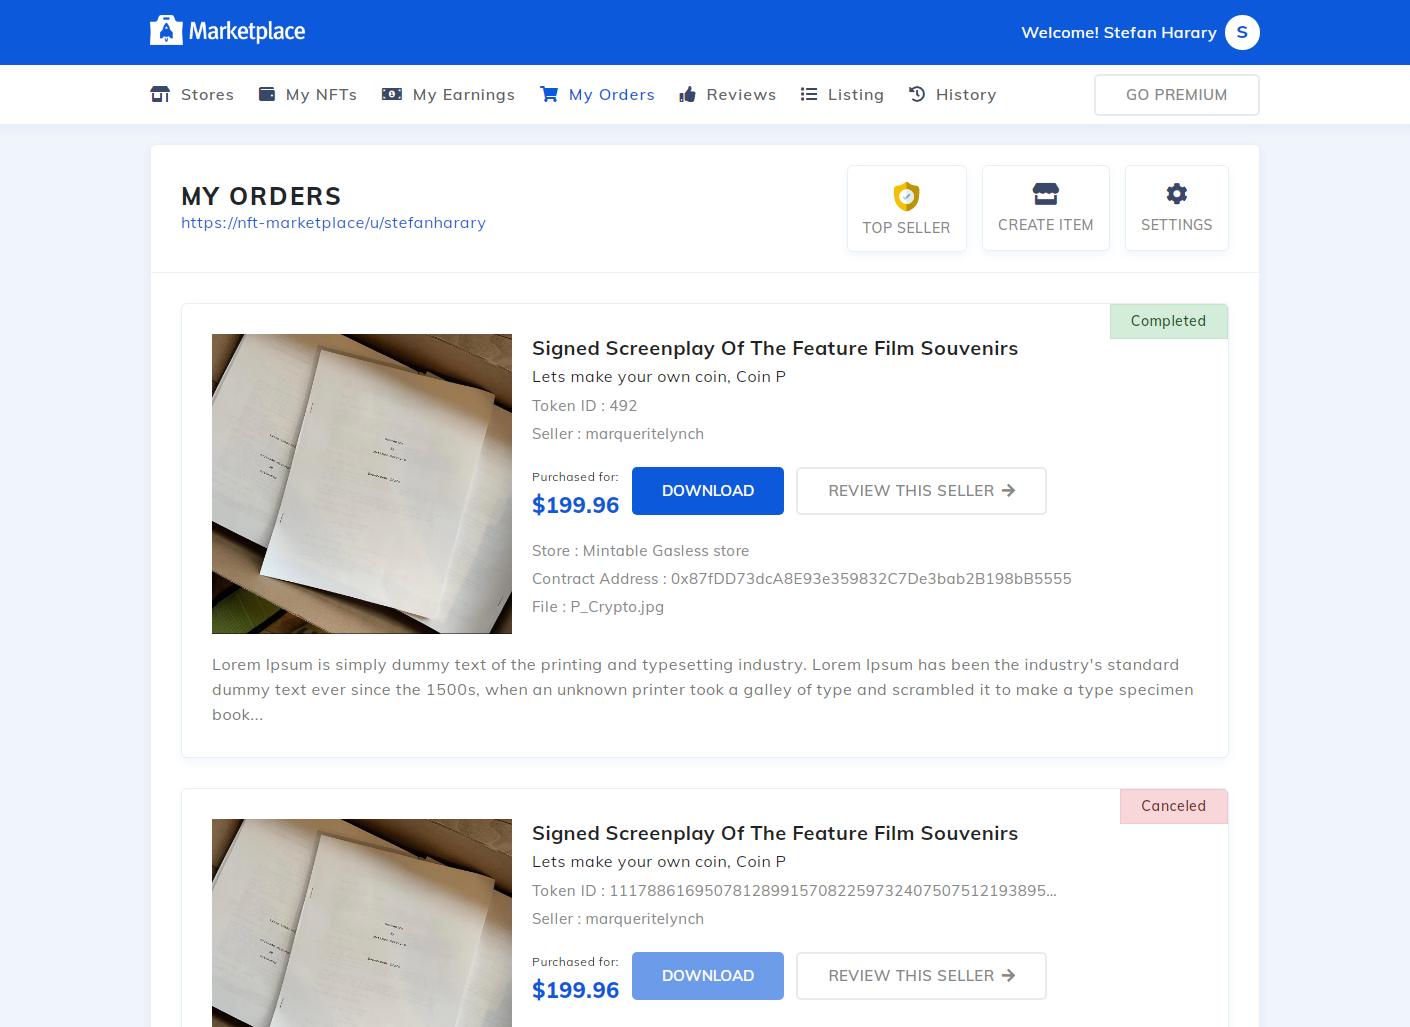 Marketplace
Welcome! Stefan Harary S
Stores My NFTs My Earnings My Orders Reviews Listing History GO PREMIUM
MY ORDERS
https://nft-marketplace/u/stefanharary
TOP SELLER
CREATE ITEM
SETTINGS
Completed
Signed Screenplay Of The Feature Film Souvenirs
Lets make your own coin, Coin P
Token ID : 492
Seller : marqueritelynch
Purchased for:
$199.96
DOWNLOAD
REVIEW THIS SELLER
Store : Mintable Gasless store
Contract Address : 0x87fDD73dcA8E93e359832C7De3bab2B198bB5555
File : P_Crypto.jpg
Lorem Ipsum is simply dummy text of the printing and typesetting industry. Lorem Ipsum has been the industry's standard
dummy text ever since the 1500s, when an unknown printer took a galley of type and scrambled it to make a type specimen
book...
Canceled
Signed Screenplay Of The Feature Film Souvenirs
Lets make your own coin, Coin P
Token ID : 11178861695078128991570822597324075075121938​95...
Seller : marqueritelynch
Purchased for:
$199.96
DOWNLOAD
REVIEW THIS SELLER